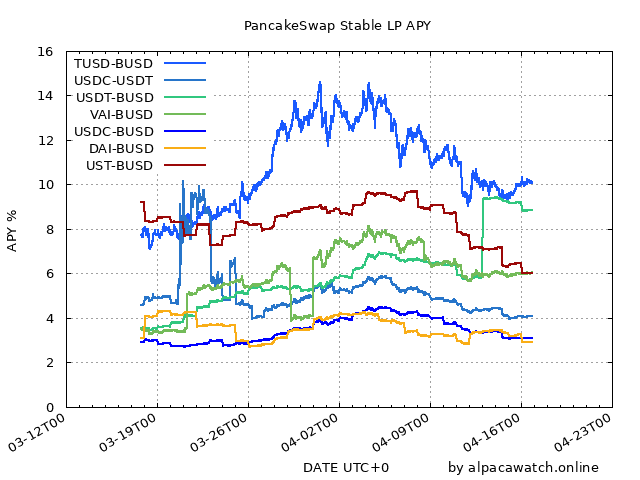 PancakeSwap Stable LP APY
16
14
12
10
8
6
4
2
0
APY %
TUSD-BUSD
USDC-USDT
USDT-BUSD
VAI-BUSD
USDC-BUSD
DAI-BUSD
UST-BUSD
03-12T00
03-19T00
03-26T00
04-02T00
04-09T00
04-16T00
04-23T00
DATE UTC+0
by alpacawatch.online